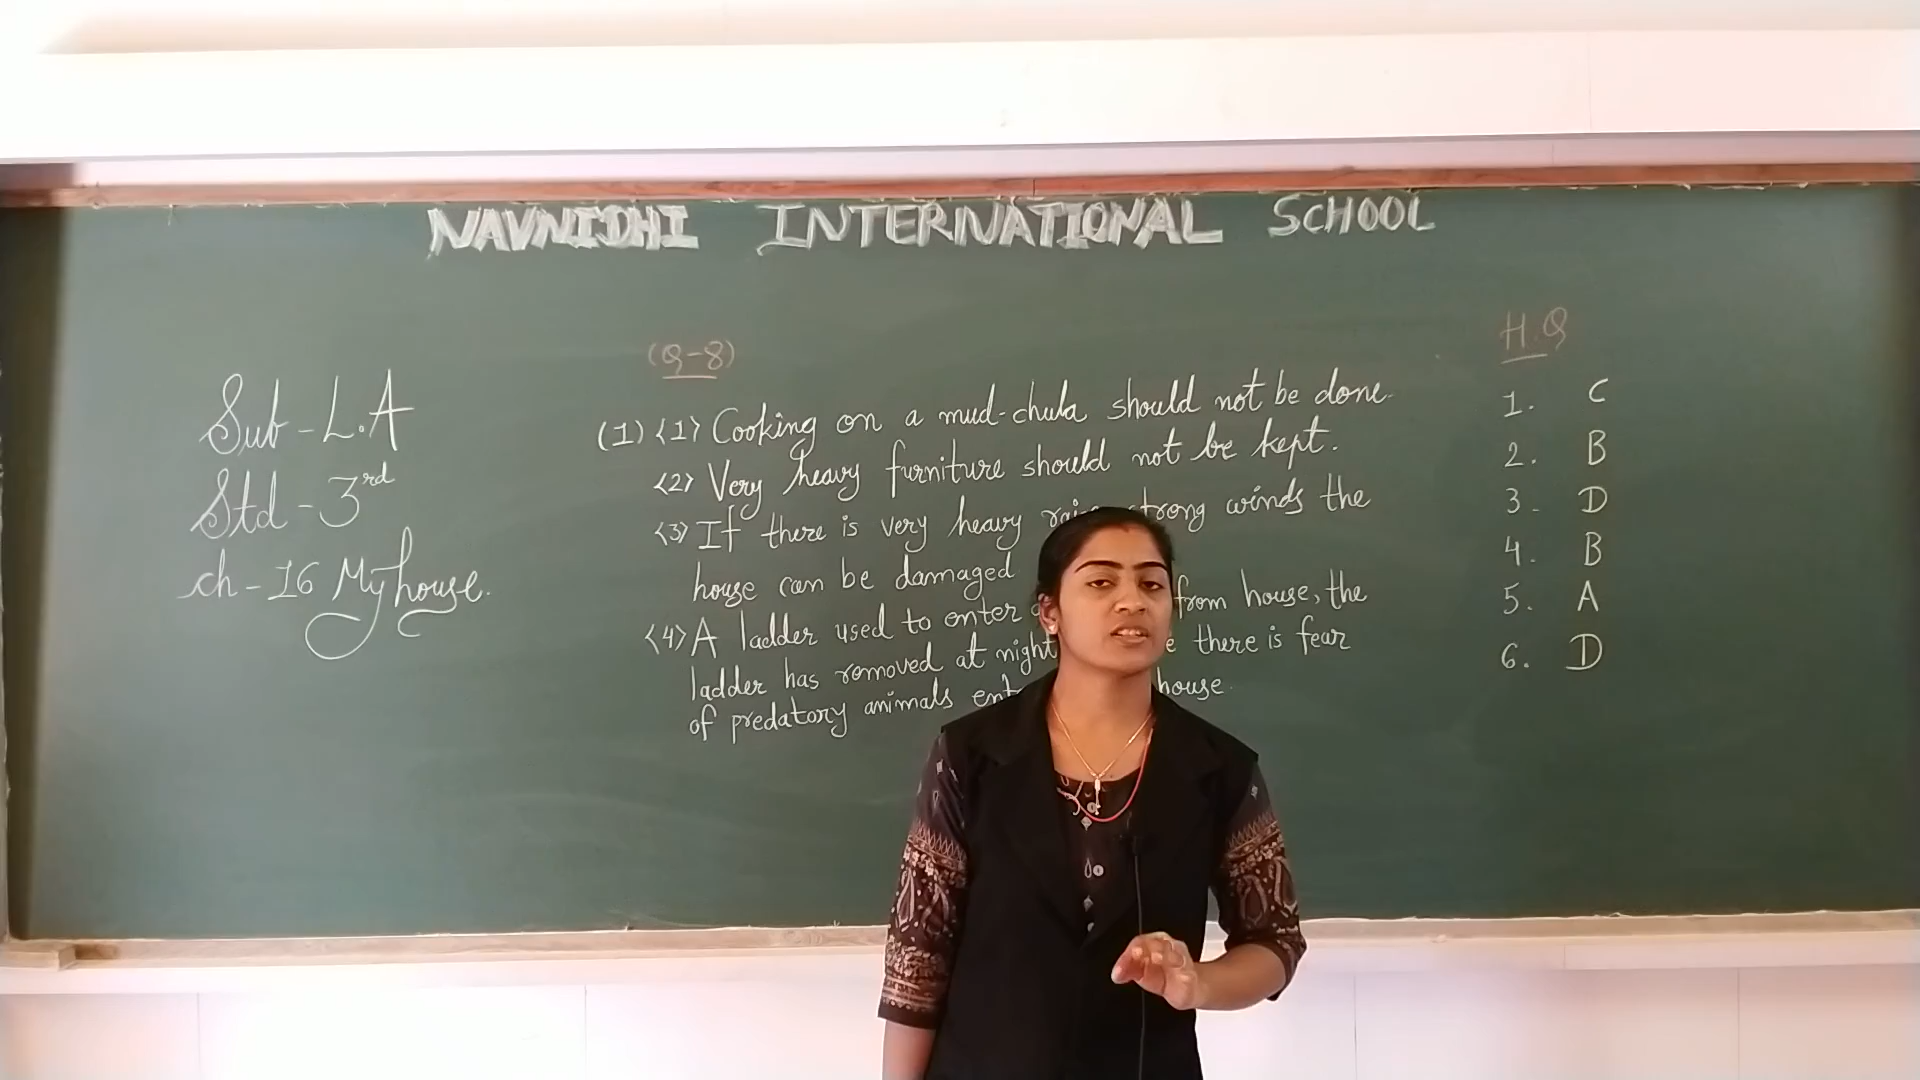 NAVNIDHI INTERNATIONAL SCHOOL
Sub - L.A
Std - 3rd
ch - 16 My house.
(Q-8)
(1) <1> Cooking on a mud-chula should not be done.
<2> Very heavy furniture should not be kept.
<3> If there is very heavy strong winds the
house can be damaged
<4> A ladder used to enter from house, the
ladder has removed at night there is fear
of predatory animals house.
H.Q
1. C
2. B
3. D
4. B
5. A
6. D